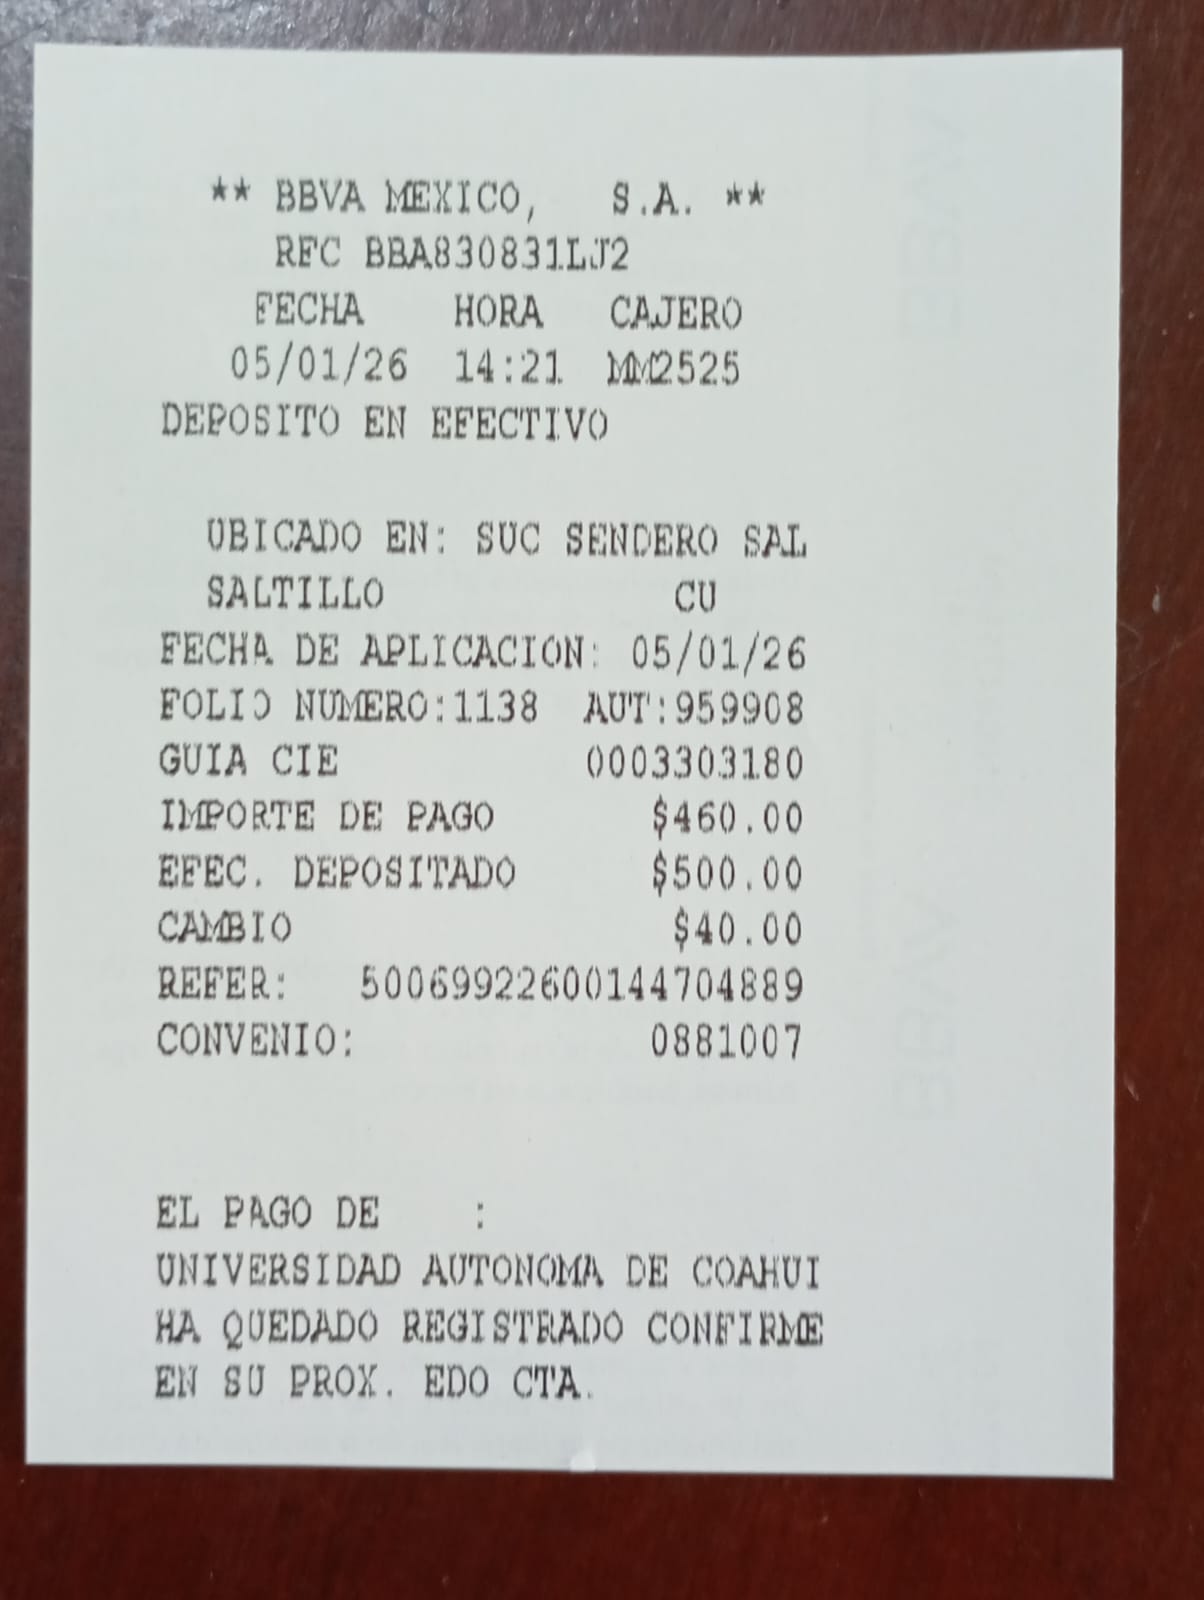 ** BBVA MEXICO, S.A. **
RFC BBA830831LJ2
FECHA HORA CAJERO
05/01/26 14:21 MM2525
DEPOSITO EN EFECTIVO
UBICADO EN: SUC SENDERO SAL
SALTILLO CU
FECHA DE APLICACION: 05/01/26
FOLIO NUMERO:1138 AUT:959908
GUIA CIE 0003303180
IMPORTE DE PAGO $460.00
EFEC. DEPOSITADO $500.00
CAMBIO $40.00
REFER: 50069922600144704889
CONVENIO: 0881007
EL PAGO DE :
UNIVERSIDAD AUTONOMA DE COAHUI
HA QUEDADO REGISTRADO CONFIRME
EN SU PROX. EDO CTA.